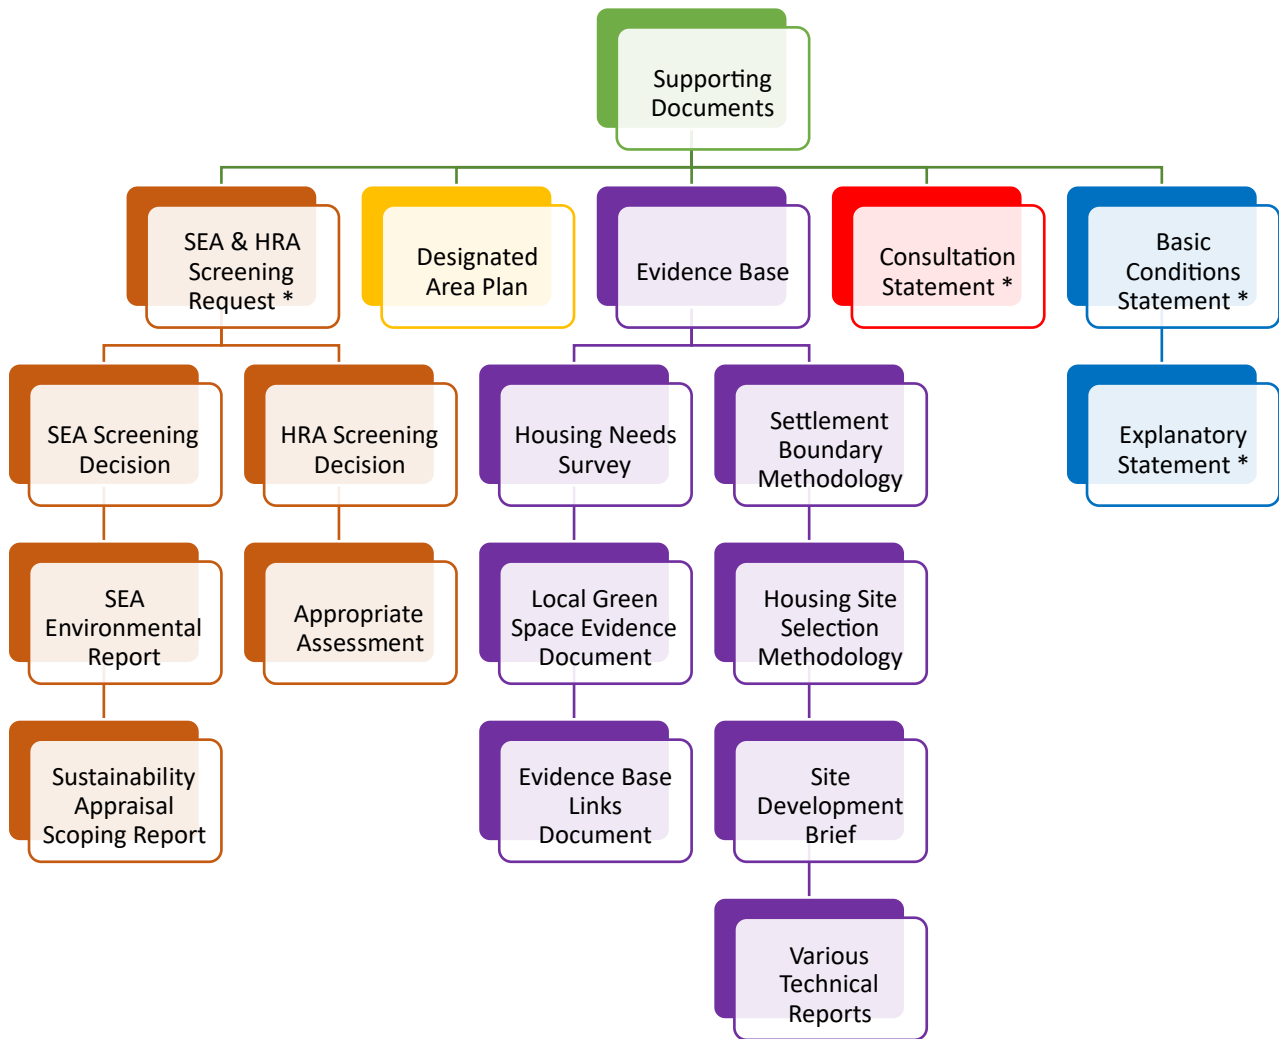 Supporting
Documents
SEA & HRA
Screening
Request *
Designated
Area Plan
Evidence Base
Consultation
Statement *
Basic
Conditions
Statement *
SEA Screening
Decision
HRA Screening
Decision
Housing Needs
Survey
Settlement
Boundary
Methodology
Explanatory
Statement *
SEA
Environmental
Report
Appropriate
Assessment
Local Green
Space Evidence
Document
Housing Site
Selection
Methodology
Sustainability
Appraisal
Scoping Report
Evidence Base
Links
Document
Site
Development
Brief
Various
Technical
Reports